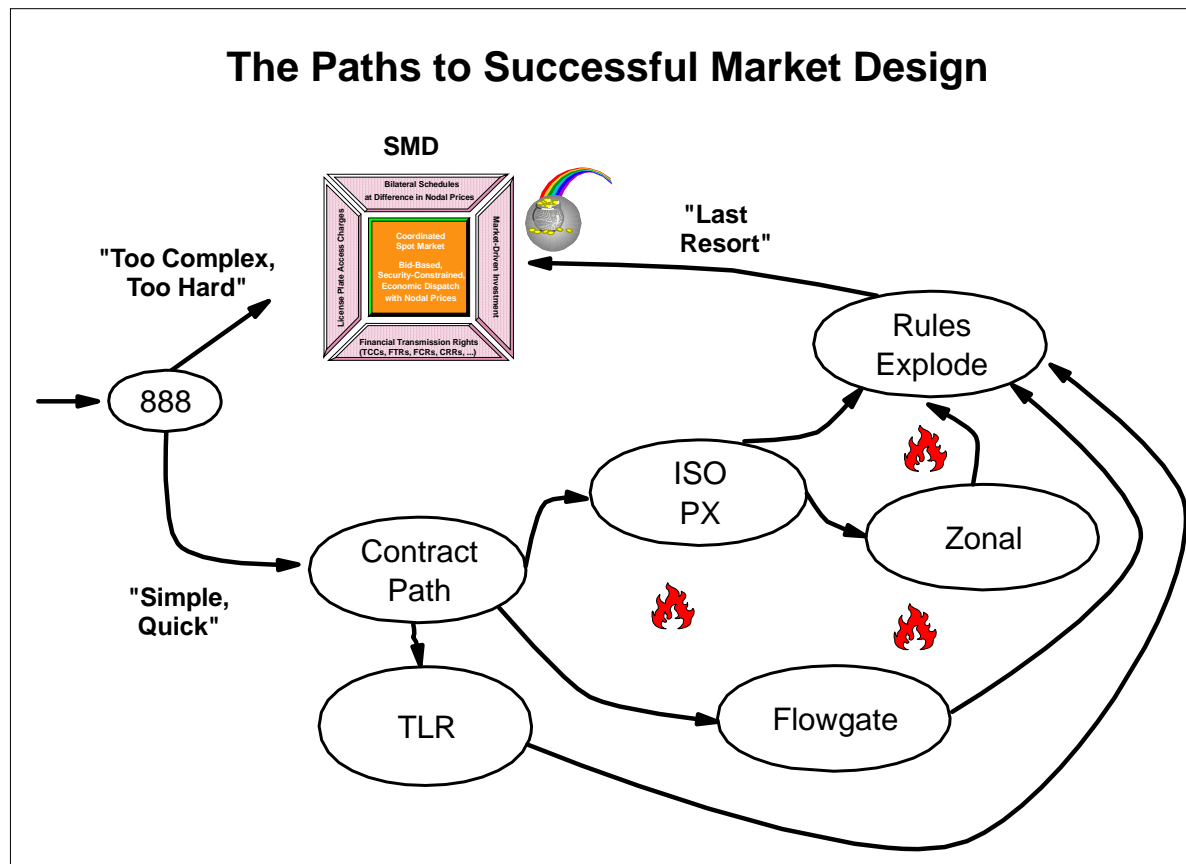 The Paths to Successful Market Design
SMD
Bilateral Schedules
at Difference in Nodal Prices
License Plate Access Charges
Coordinated
Spot Market
Bid-Based,
Security-Constrained,
Economic Dispatch
with Nodal Prices
Market-Driven Investment
Financial Transmission Rights
(TCCs, FTRs, FCRs, CRRs, ...)
"Last
Resort"
"Too Complex,
Too Hard"
Rules
Explode
888
ISO
PX
Zonal
Contract
Path
"Simple,
Quick"
TLR
Flowgate